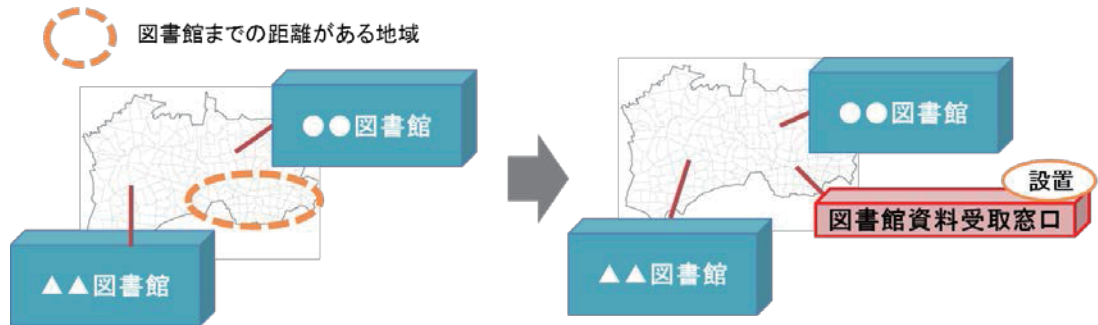 図書館までの距離がある地域
●●図書館
▲▲図書館
●●図書館
設置
図書館資料受取窓口
▲▲図書館